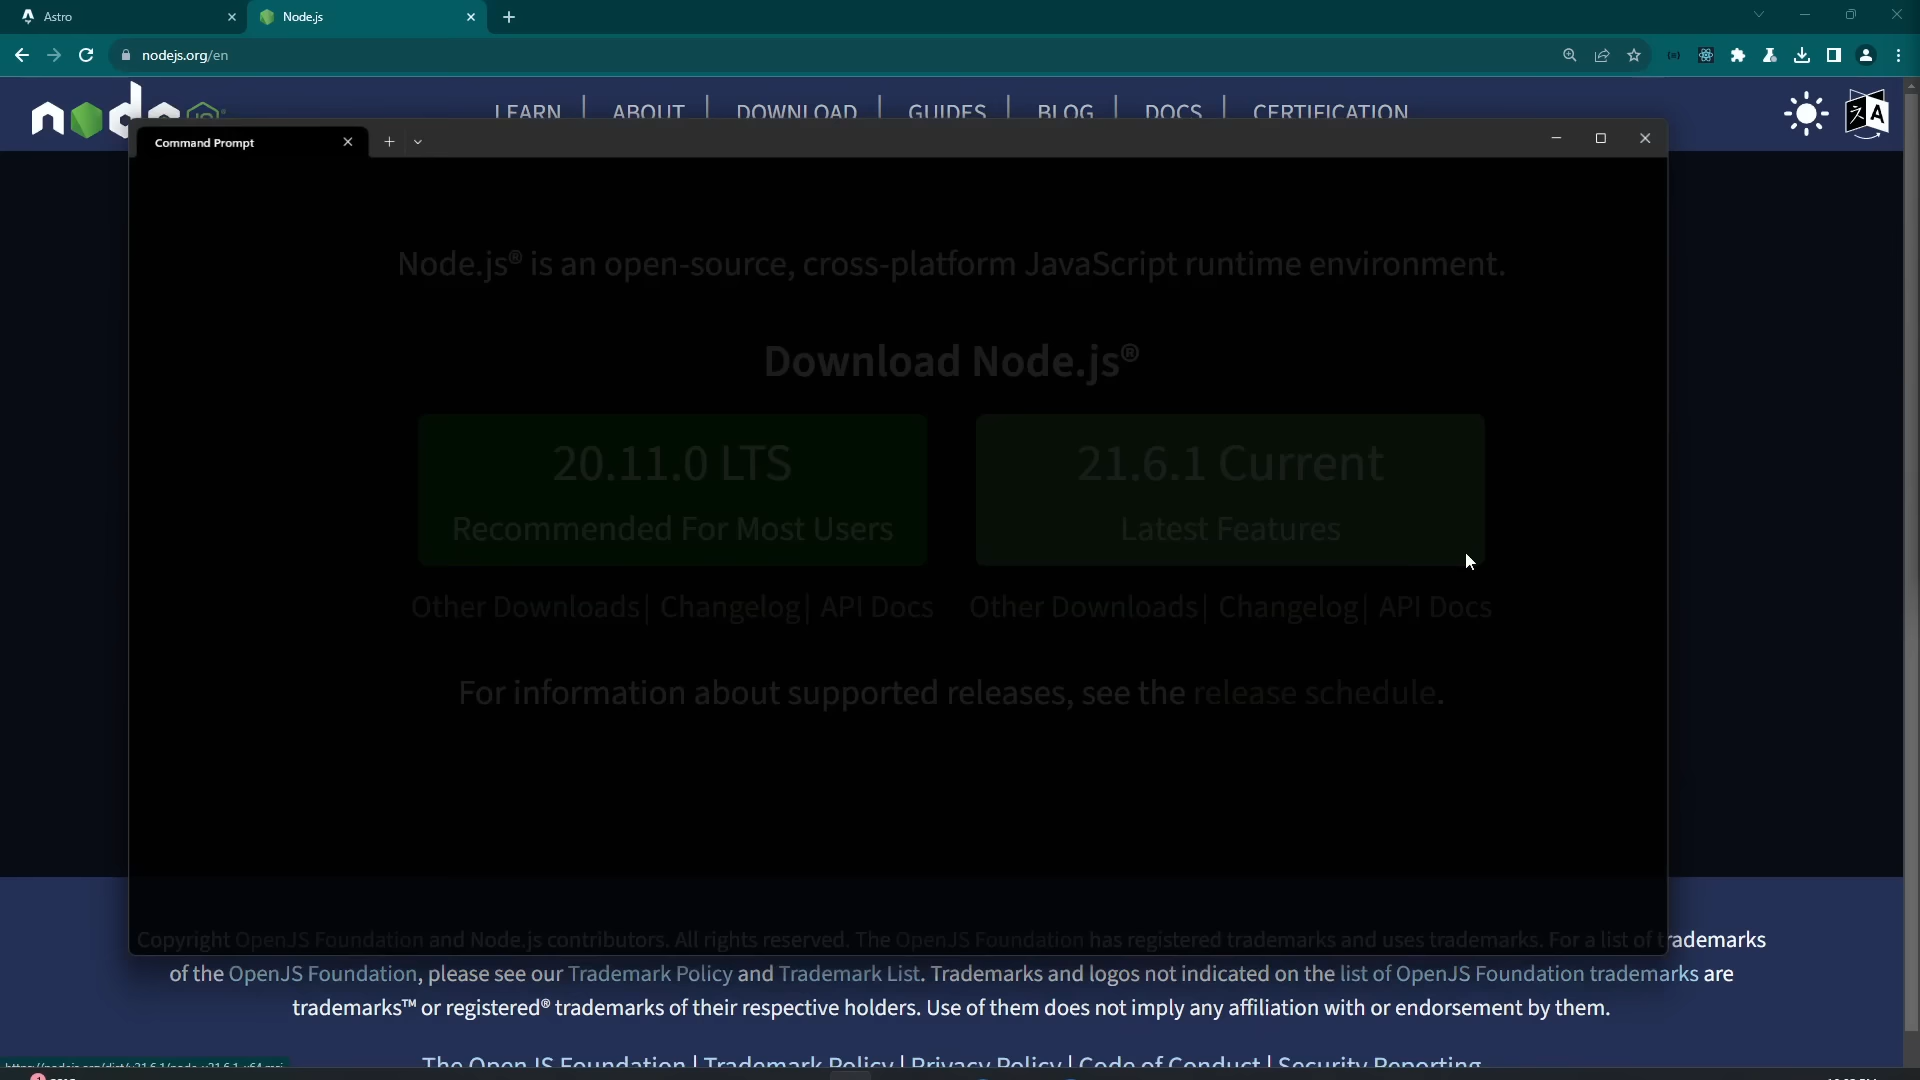 Astro
Node.js
nodejs.org/en
LEARN | ABOUT | DOWNLOAD | GUIDES | BLOG | DOCS | CERTIFICATION
Command Prompt
Node.js® is an open-source, cross-platform JavaScript runtime environment.
Download Node.js®
20.11.0 LTS
Recommended For Most Users
21.6.1 Current
Latest Features
Other Downloads| Changelog| API Docs
Other Downloads| Changelog| API Docs
For information about supported releases, see the release schedule.
Copyright OpenJS Foundation and Node.js contributors. All rights reserved. The OpenJS Foundation has registered trademarks and uses trademarks. For a list of trademarks
of the OpenJS Foundation, please see our Trademark Policy and Trademark List. Trademarks and logos not indicated on the list of OpenJS Foundation trademarks are
trademarks™ or registered® trademarks of their respective holders. Use of them does not imply any affiliation with or endorsement by them.
The OpenJS Foundation | Trademark Policy | Privacy Policy | Code of Conduct | Security Reporting